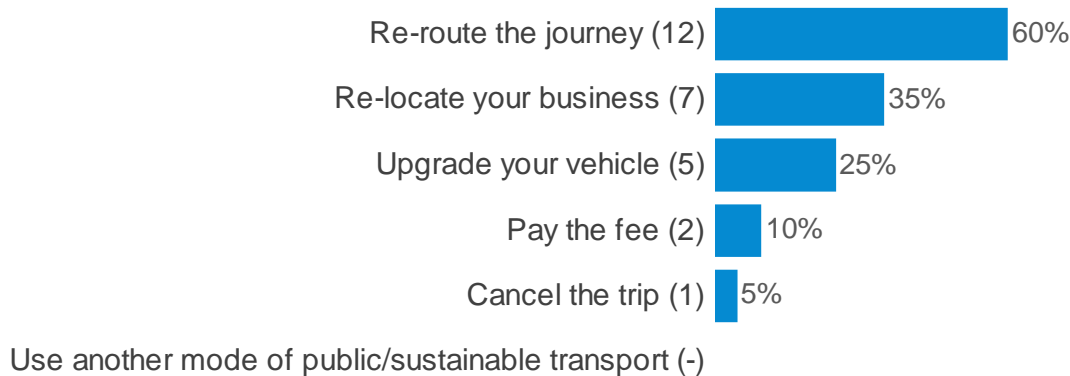 Re-route the journey (12) 60%
Re-locate your business (7) 35%
Upgrade your vehicle (5) 25%
Pay the fee (2) 10%
Cancel the trip (1) 5%
Use another mode of public/sustainable transport (-)